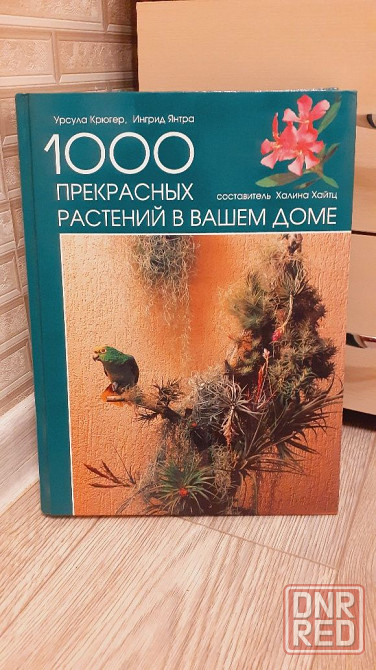 Урсула Крюгер, Ингрид Янтра
1000
ПРЕКРАСНЫХ
составитель Халина Хайтц
РАСТЕНИЙ В ВАШЕМ ДОМЕ
DNR
RED